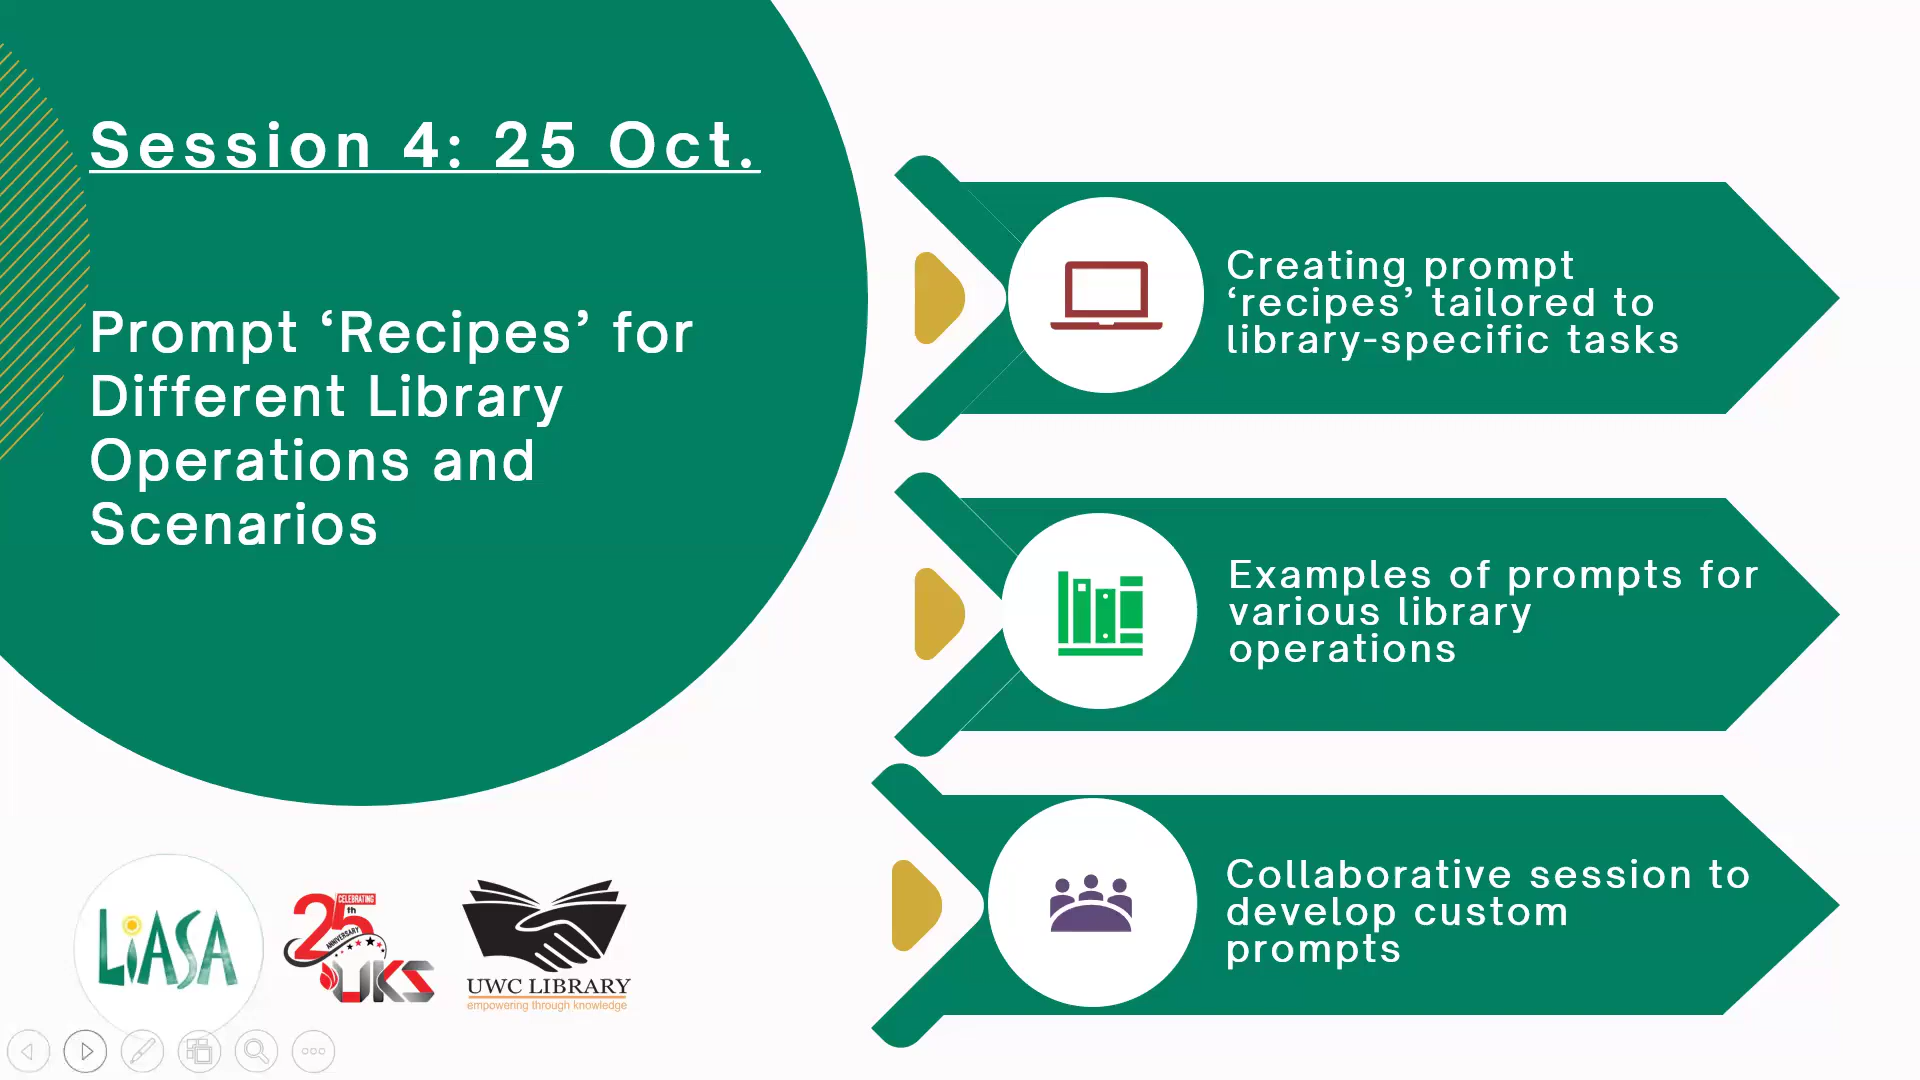 Session 4: 25 Oct.
Prompt ‘Recipes’ for
Different Library
Operations and
Scenarios
Creating prompt
‘recipes’ tailored to
library-specific tasks
Examples of prompts for
various library
operations
Collaborative session to
develop custom
prompts
LiASA
CELEBRATING
25th
ANNIVERSARY
UKS
UWC LIBRARY
empowering through knowledge